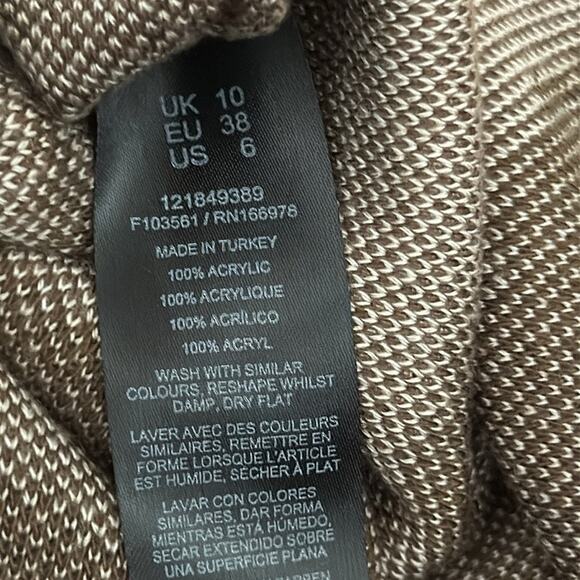 UK 10
EU 38
US 6
121849389
F103561 / RN166978
MADE IN TURKEY
100% ACRYLIC
100% ACRYLIQUE
100% ACRÍLICO
100% ACRYL
WASH WITH SIMILAR
COLOURS, RESHAPE WHILST
DAMP, DRY FLAT
LAVER AVEC DES COULEURS
SIMILAIRES, REMETTRE EN
FORME LORSQUE L'ARTICLE
EST HUMIDE, SÉCHER À PLAT
LAVAR CON COLORES
SIMILARES, DAR FORMA
MIENTRAS ESTÁ HÚMEDO,
SECAR EXTENDIDO SOBRE
UNA SUPERFICIE PLANA